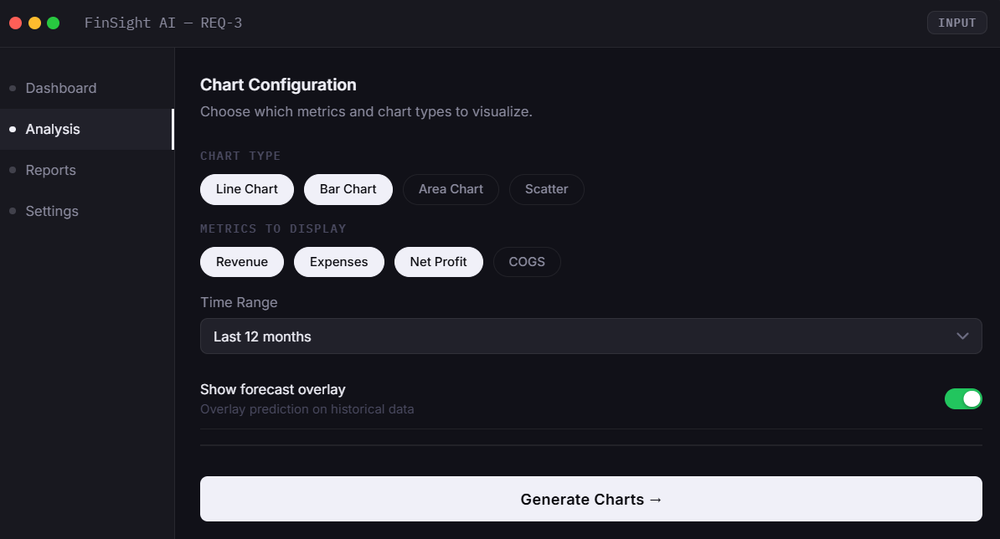 FinSight AI — REQ-3
INPUT
Dashboard
Analysis
Reports
Settings
Chart Configuration
Choose which metrics and chart types to visualize.
CHART TYPE
Line Chart Bar Chart Area Chart Scatter
METRICS TO DISPLAY
Revenue Expenses Net Profit COGS
Time Range
Last 12 months
Show forecast overlay
Overlay prediction on historical data
Generate Charts →